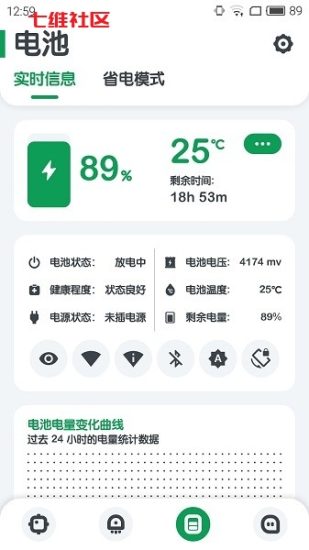 12:59
89
七维社区
电池
实时信息 省电模式
89%
25℃
剩余时间:
18h 53m
电池状态: 放电中
电池电压: 4174 mv
健康程度: 状态良好
电池温度: 25℃
电源状态: 未插电源
剩余电量: 89%
电池电量变化曲线
过去 24 小时的电量统计数据